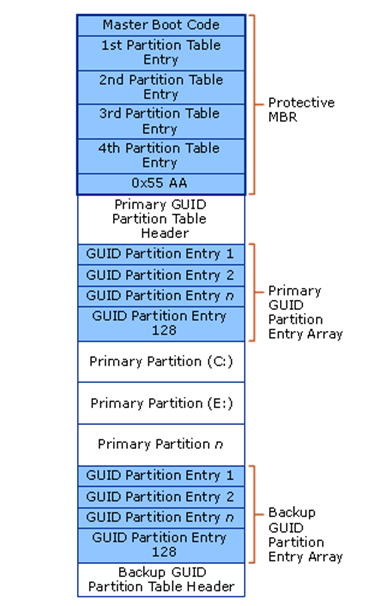 Master Boot Code
1st Partition Table
Entry
2nd Partition Table
Entry
3rd Partition Table
Entry
4th Partition Table
Entry
0x55 AA
Protective
MBR
Primary GUID
Partition Table
Header
GUID Partition Entry 1
GUID Partition Entry 2
GUID Partition Entry n
GUID Partition Entry
128
Primary
GUID
Partition
Entry Array
Primary Partition (C:)
Primary Partition (E:)
Primary Partition n
GUID Partition Entry 1
GUID Partition Entry 2
GUID Partition Entry n
GUID Partition Entry
128
Backup
GUID
Partition
Entry Array
Backup GUID
Partition Table Header